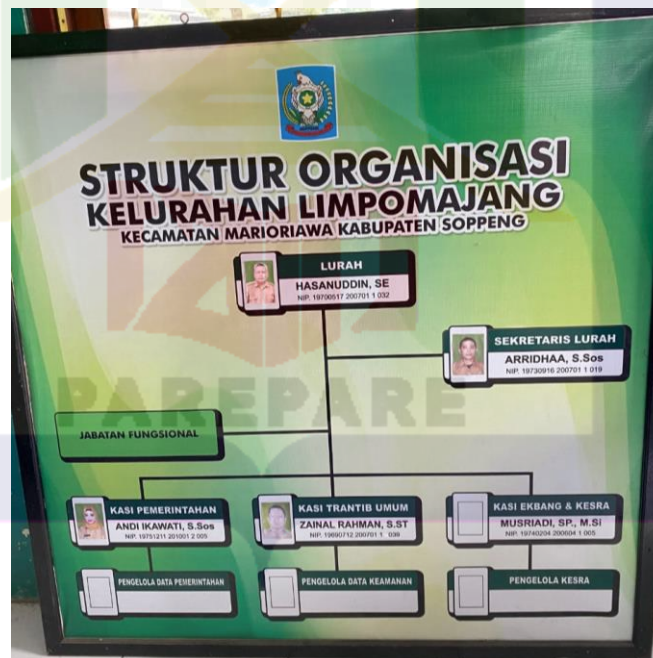 STRUKTUR ORGANISASI
KELURAHAN LIMPOMAJANG
KECAMATAN MARIORIAWA KABUPATEN SOPPENG
LURAH
HASANUDDIN, SE
NIP. 19700517 200701 1 032
SEKRETARIS LURAH
ARRIDHAA, S.Sos
NIP. 19730916 200701 1 019
PAREPARE
JABATAN FUNGSIONAL
KASI PEMERINTAHAN
ANDI IKAWATI, S.Sos
NIP. 19751211 201001 2 005
KASI TRANTIB UMUM
ZAINAL RAHMAN, S.ST
NIP. 19690712 200701 1 039
KASI EKBANG & KESRA
MUSRIADI, SP., M.Si
NIP. 19740204 200604 1 005
PENGELOLA DATA PEMERINTAHAN
PENGELOLA DATA KEAMANAN
PENGELOLA KESRA